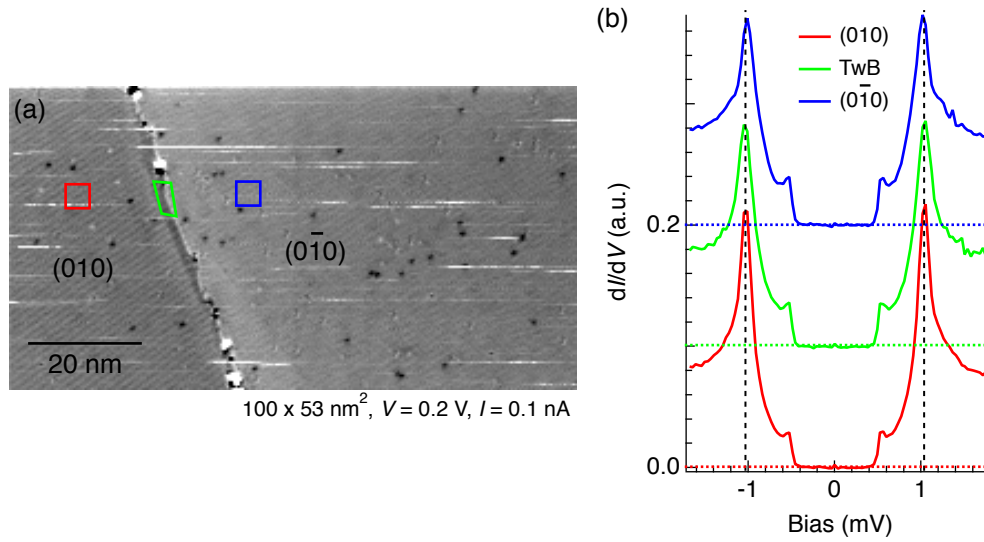 (a)
(010)
(01̄0)
20 nm
100 x 53 nm², V = 0.2 V, I = 0.1 nA
(b)
(010)
TwB
(01̄0)
dI/dV (a.u.)
0.2
0.0
-1
0
1
Bias (mV)